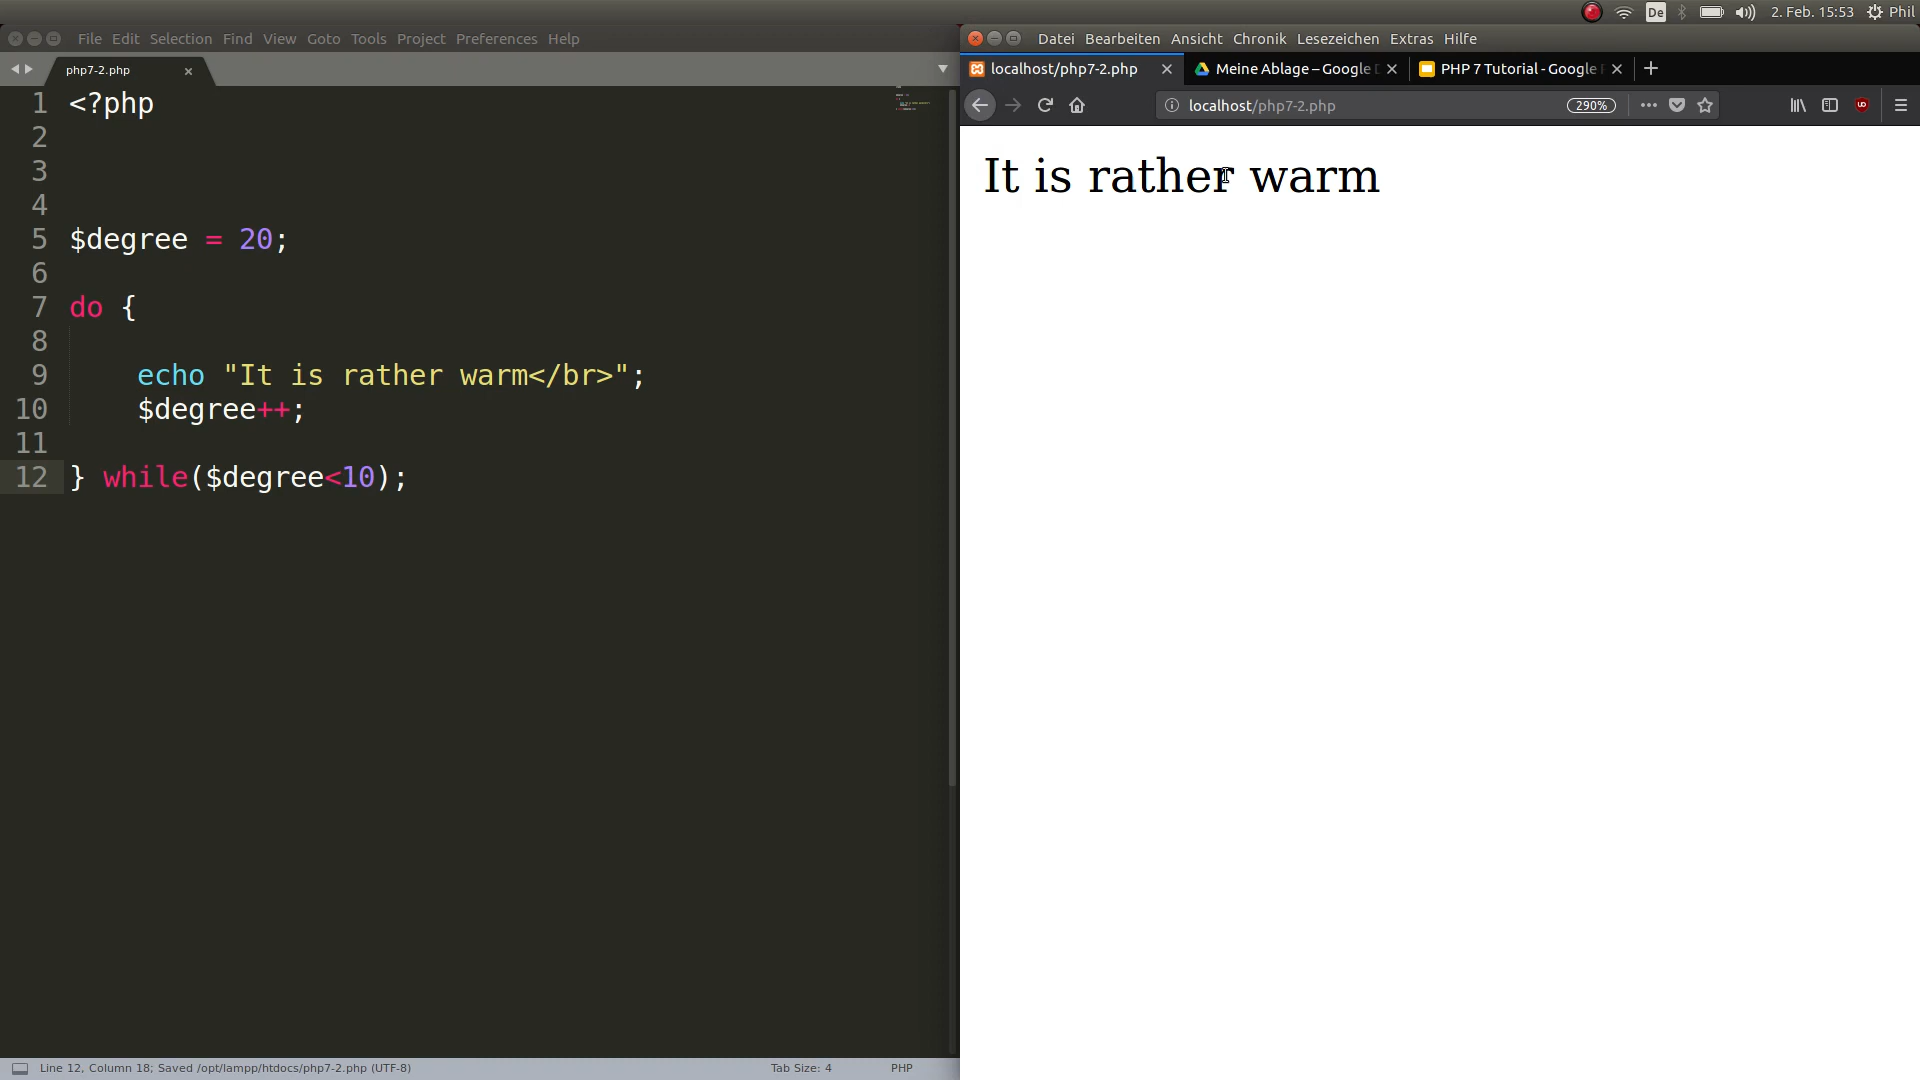 De 2. Feb. 15:53 Phil
File Edit Selection Find View Goto Tools Project Preferences Help
php7-2.php
1 <?php
2
3
4
5 $degree = 20;
6
7 do {
8
9 echo "It is rather warm</br>";
10 $degree++;
11
12 } while($degree<10);
Line 12, Column 18; Saved /opt/lampp/htdocs/php7-2.php (UTF-8) Tab Size: 4 PHP
Datei Bearbeiten Ansicht Chronik Lesezeichen Extras Hilfe
localhost/php7-2.php Meine Ablage – Google PHP 7 Tutorial - Google
localhost/php7-2.php 290%
It is rather warm